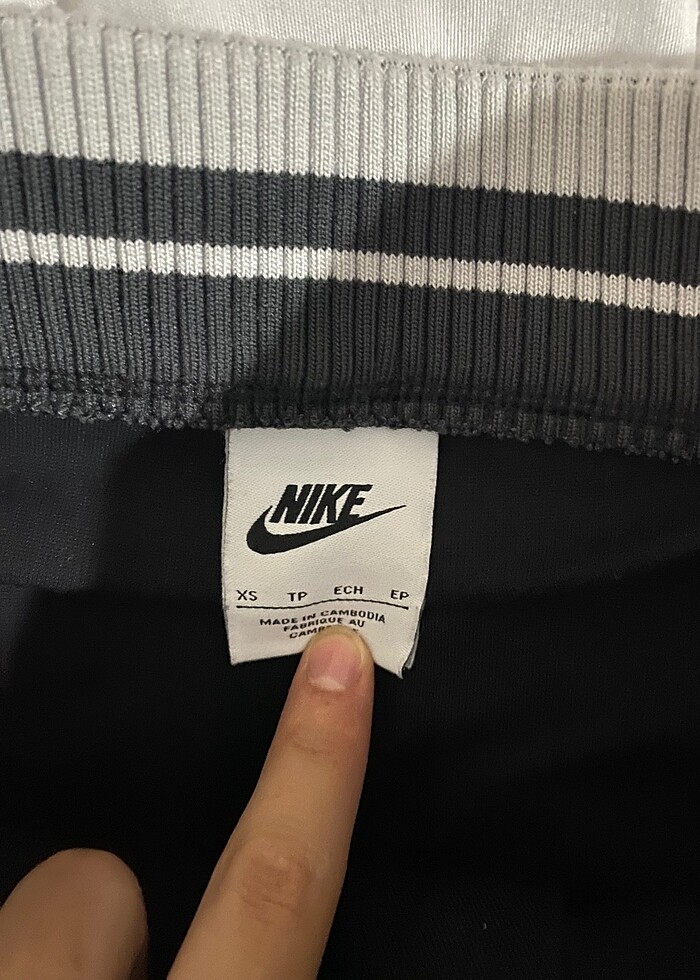 NIKE
XS TP ECH EP
MADE IN CAMBODIA
FABRIQUE AU